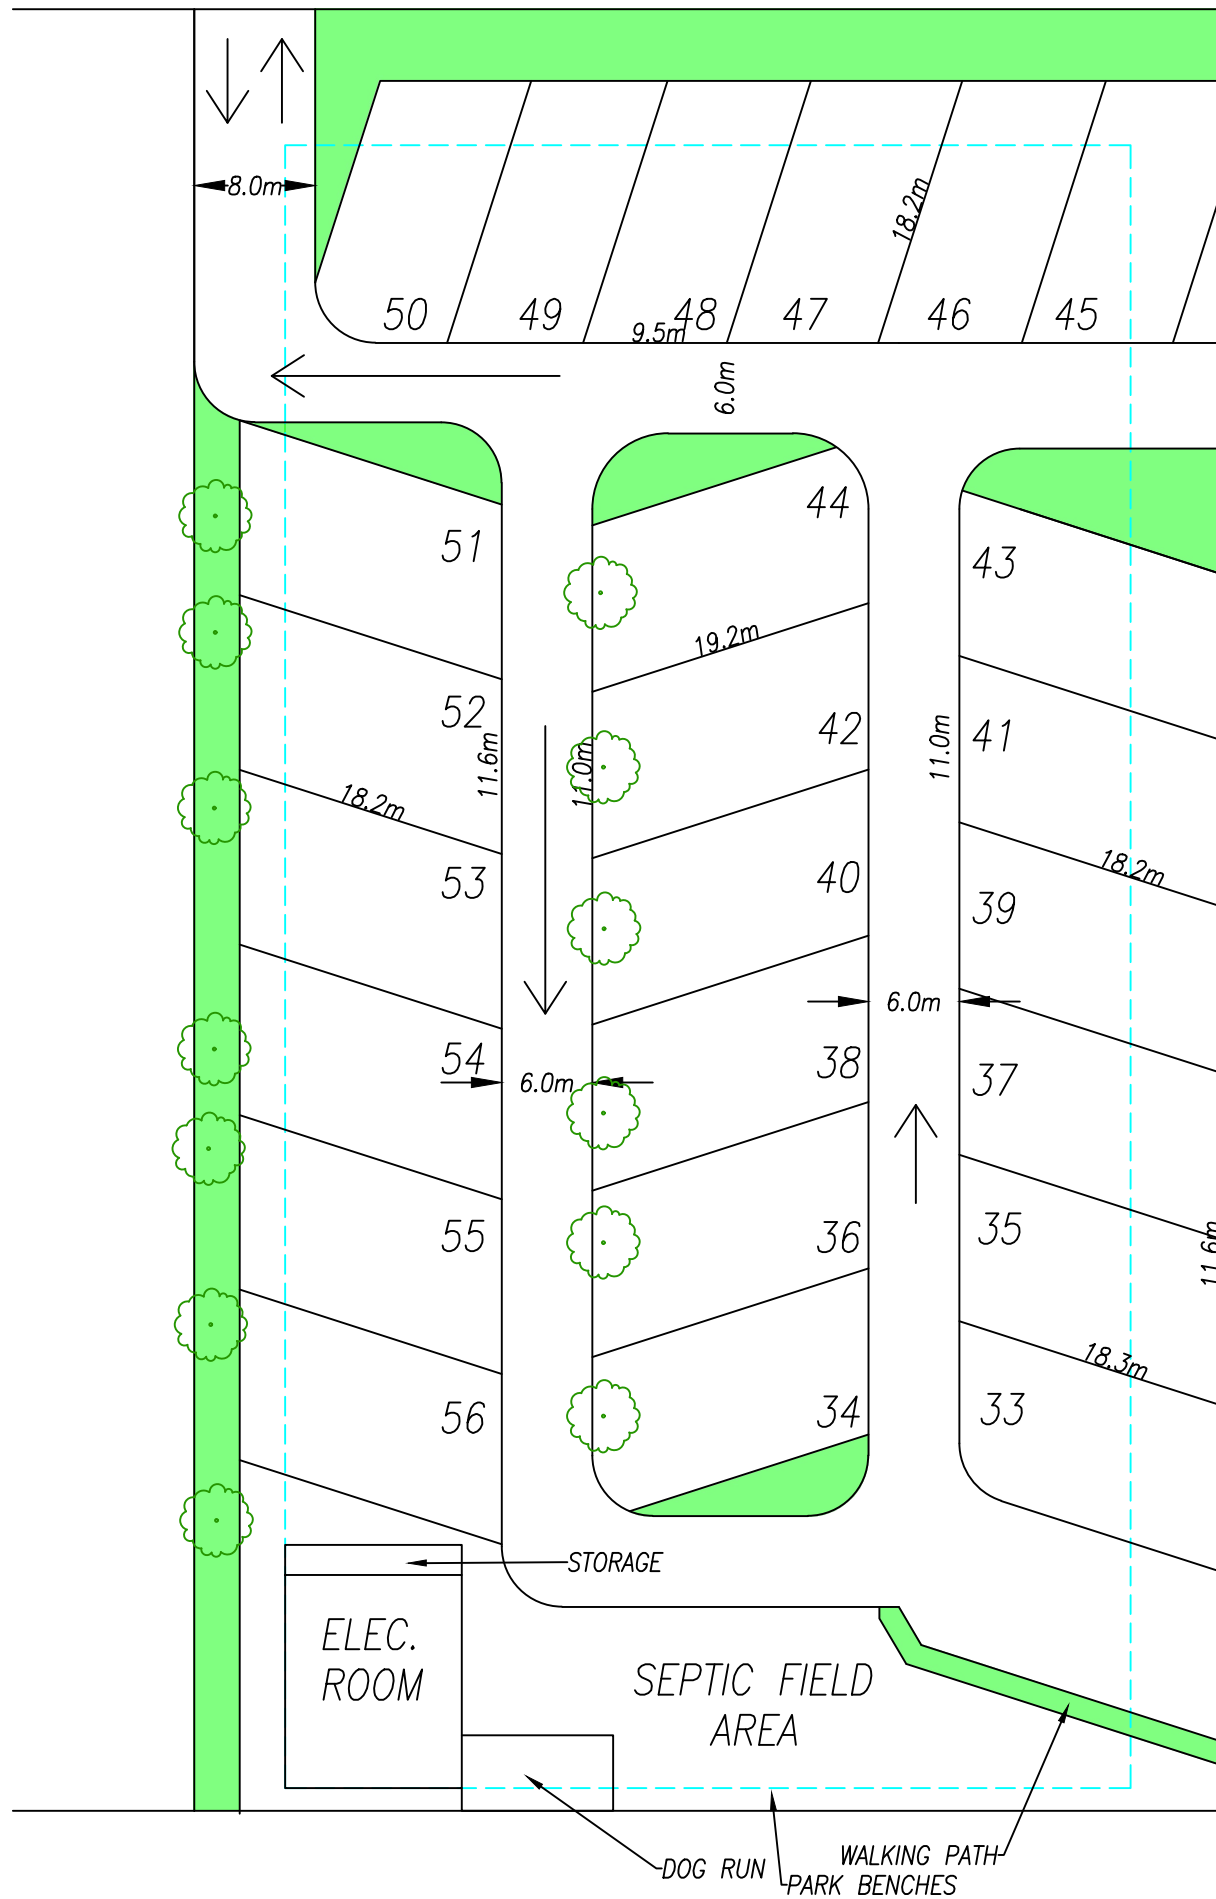 8.0m
18.2m
50
49
48
47
46
45
9.5m
6.0m
51
44
43
19.2m
52
42
41
11.6m
11.0m
11.0m
18.2m
53
40
18.2m
39
6.0m
54
6.0m
38
37
55
36
35
11.6m
18.3m
56
34
33
STORAGE
ELEC.
ROOM
SEPTIC FIELD
AREA
WALKING PATH
DOG RUN
PARK BENCHES